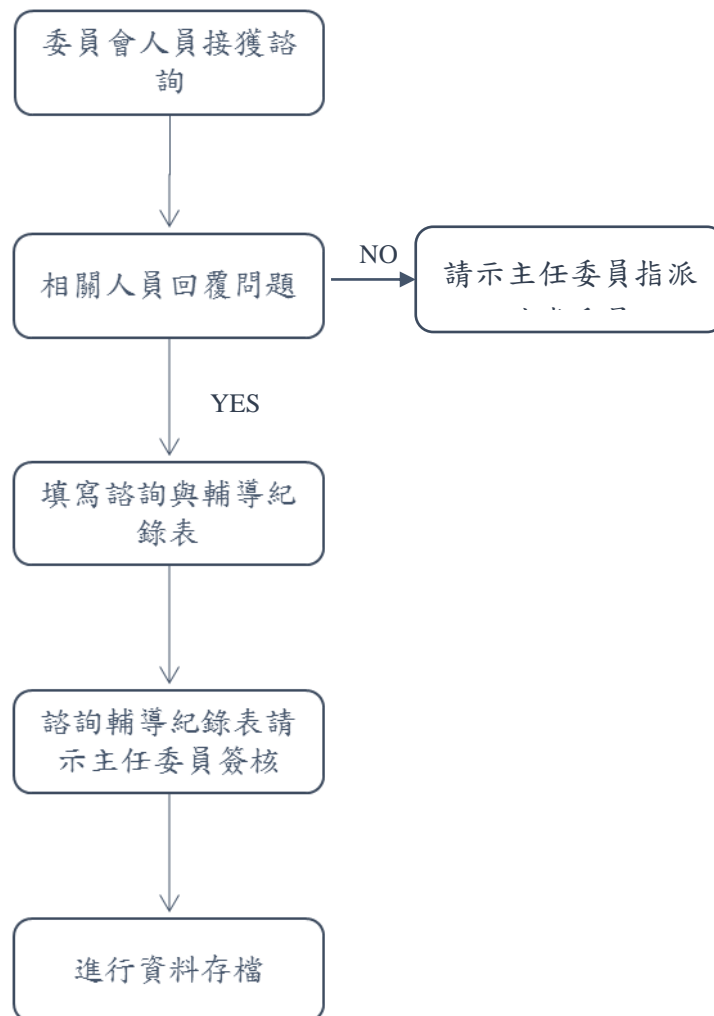 委員會人員接獲諮
詢
相關人員回覆問題
NO
請示主任委員指派
YES
填寫諮詢與輔導紀
錄表
諮詢輔導紀錄表請
示主任委員簽核
進行資料存檔